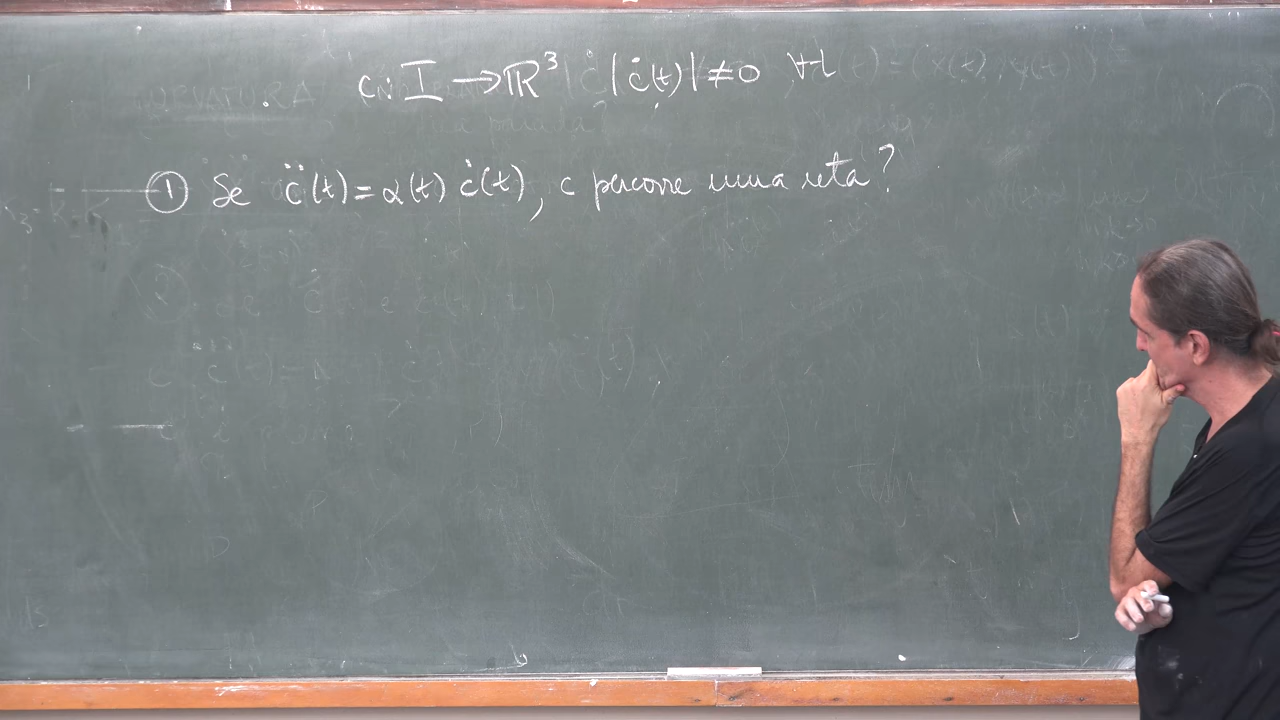 c: I → ℝ³ |ċ(t)| ≠ 0 ∀t
① Se c̈(t) = α(t) ċ(t), c percorre uma reta?